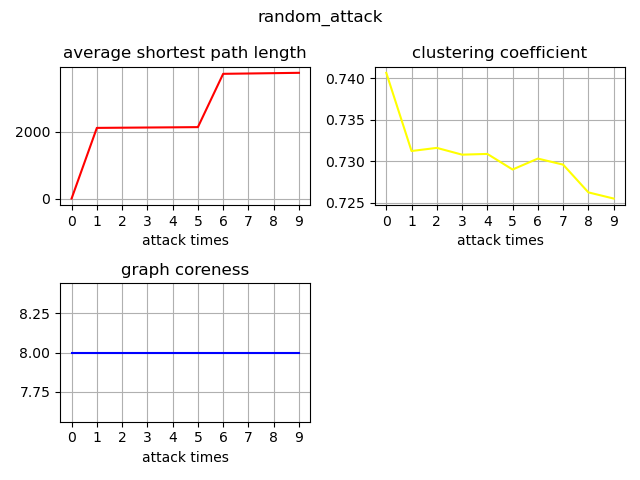 random_attack
average shortest path length
2000
0
0 1 2 3 4 5 6 7 8 9
attack times
clustering coefficient
0.740
0.735
0.730
0.725
0 1 2 3 4 5 6 7 8 9
attack times
graph coreness
8.25
8.00
7.75
0 1 2 3 4 5 6 7 8 9
attack times